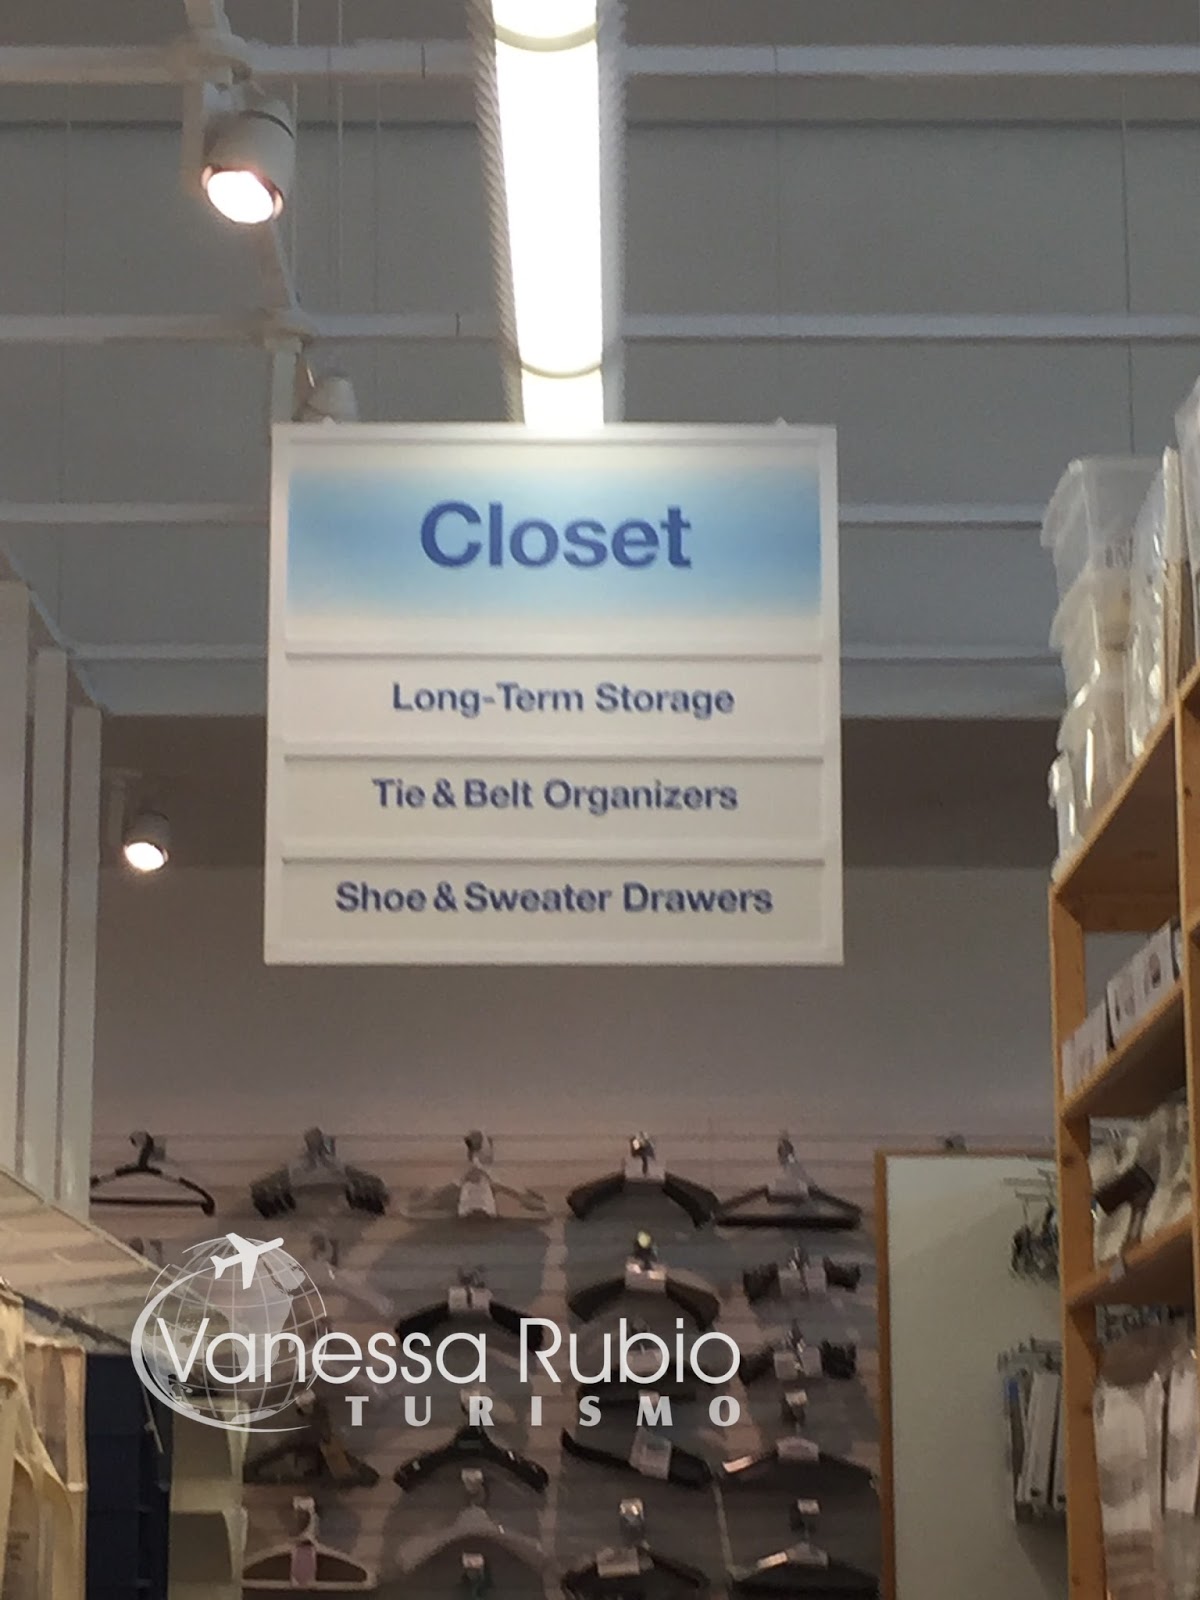 Closet
Long-Term Storage
Tie & Belt Organizers
Shoe & Sweater Drawers
Vanessa Rubio
TURISMO